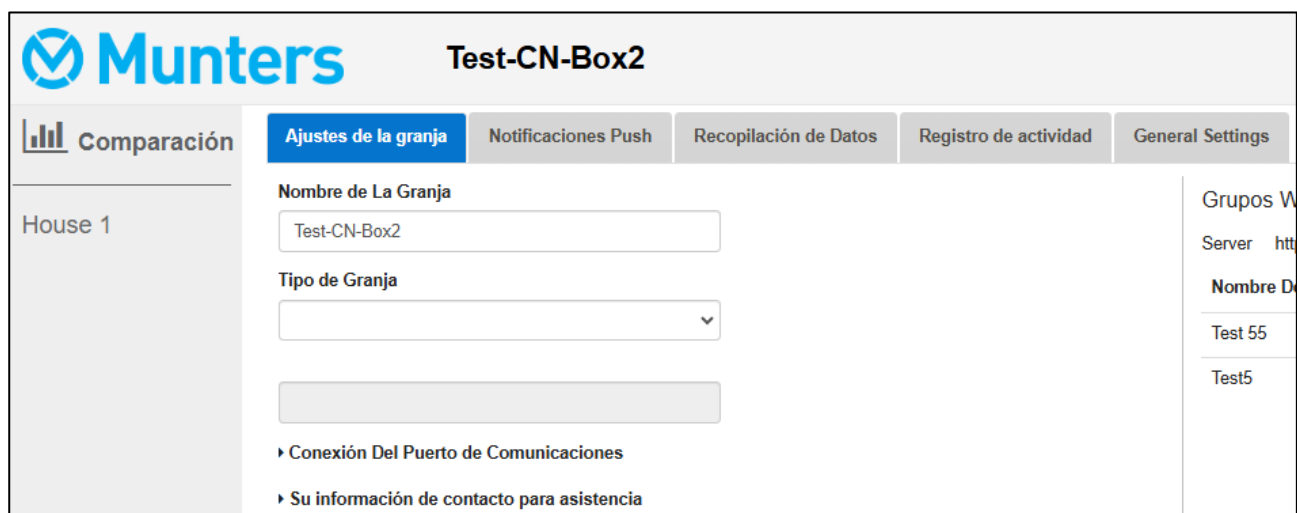 Munters
Test-CN-Box2
Comparación
House 1
Ajustes de la granja
Notificaciones Push
Recopilación de Datos
Registro de actividad
General Settings
Nombre de La Granja
Test-CN-Box2
Tipo de Granja
Conexión Del Puerto de Comunicaciones
Su información de contacto para asistencia
Grupos
Server
Nombre
Test 55
Test5